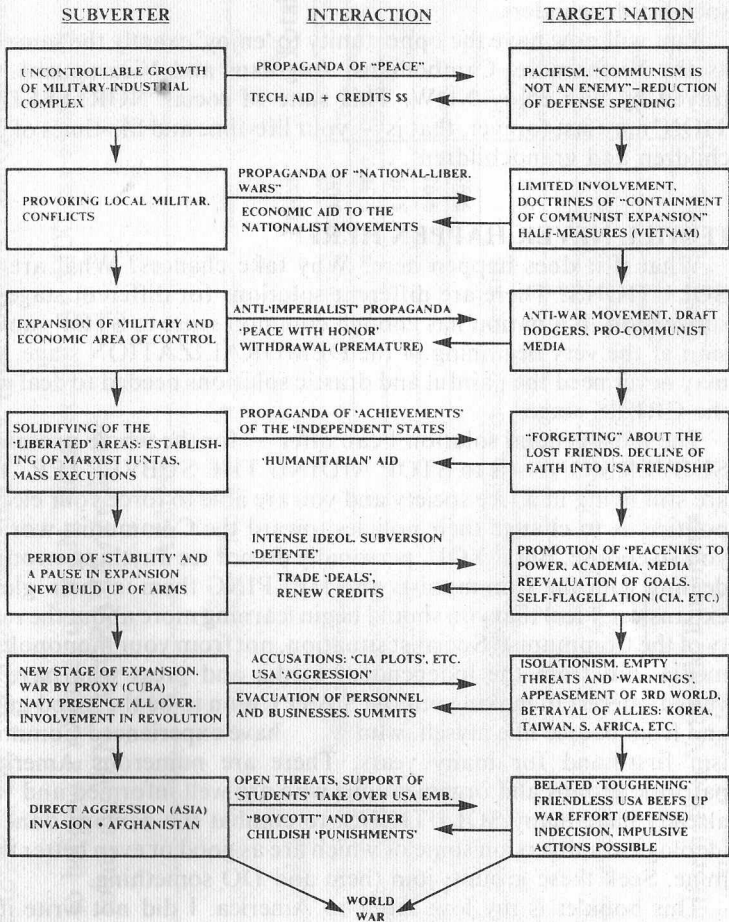 SUBVERTER
INTERACTION
TARGET NATION
UNCONTROLLABLE GROWTH
OF MILITARY-INDUSTRIAL
COMPLEX
PROPAGANDA OF "PEACE"
TECH. AID + CREDITS $$
PACIFISM. "COMMUNISM IS
NOT AN ENEMY"–REDUCTION
OF DEFENSE SPENDING
PROVOKING LOCAL MILITAR.
CONFLICTS
PROPAGANDA OF "NATIONAL-LIBER.
WARS"
ECONOMIC AID TO THE
NATIONALIST MOVEMENTS
LIMITED INVOLVEMENT,
DOCTRINES OF "CONTAINMENT
OF COMMUNIST EXPANSION"
HALF-MEASURES (VIETNAM)
EXPANSION OF MILITARY AND
ECONOMIC AREA OF CONTROL
ANTI-'IMPERIALIST' PROPAGANDA
'PEACE WITH HONOR'
WITHDRAWAL (PREMATURE)
ANTI-WAR MOVEMENT, DRAFT
DODGERS, PRO-COMMUNIST
MEDIA
SOLIDIFYING OF THE
'LIBERATED' AREAS: ESTABLISH-
ING OF MARXIST JUNTAS,
MASS EXECUTIONS
PROPAGANDA OF 'ACHIEVEMENTS'
OF THE 'INDEPENDENT' STATES
'HUMANITARIAN' AID
"FORGETTING" ABOUT THE
LOST FRIENDS. DECLINE OF
FAITH INTO USA FRIENDSHIP
PERIOD OF 'STABILITY' AND
A PAUSE IN EXPANSION
NEW BUILD UP OF ARMS
INTENSE IDEOL. SUBVERSION
'DETENTE'
TRADE 'DEALS',
RENEW CREDITS
PROMOTION OF 'PEACENIKS' TO
POWER, ACADEMIA, MEDIA
REEVALUATION OF GOALS.
SELF-FLAGELLATION (CIA, ETC.)
NEW STAGE OF EXPANSION.
WAR BY PROXY (CUBA)
NAVY PRESENCE ALL OVER.
INVOLVEMENT IN REVOLUTION
ACCUSATIONS: 'CIA PLOTS', ETC.
USA 'AGGRESSION'
EVACUATION OF PERSONNEL
AND BUSINESSES. SUMMITS
ISOLATIONISM. EMPTY
THREATS AND 'WARNINGS',
APPEASEMENT OF 3RD WORLD,
BETRAYAL OF ALLIES: KOREA,
TAIWAN, S. AFRICA, ETC.
DIRECT AGGRESSION (ASIA)
INVASION • AFGHANISTAN
OPEN THREATS, SUPPORT OF
'STUDENTS' TAKE OVER USA EMB.
"BOYCOTT" AND OTHER
CHILDISH 'PUNISHMENTS'
BELATED 'TOUGHENING'
FRIENDLESS USA BEEFS UP
WAR EFFORT (DEFENSE)
INDECISION, IMPULSIVE
ACTIONS POSSIBLE
WORLD
WAR